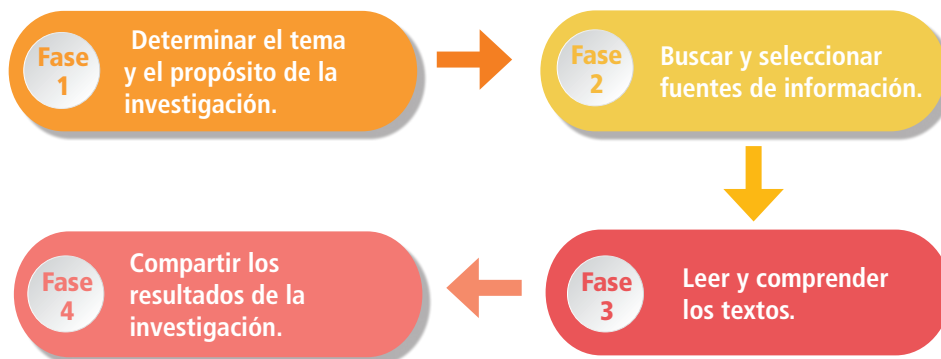 Fase
1
Determinar el tema
y el propósito de la
investigación.
Fase
2
Buscar y seleccionar
fuentes de información.
Fase
3
Leer y comprender
los textos.
Fase
4
Compartir los
resultados de la
investigación.